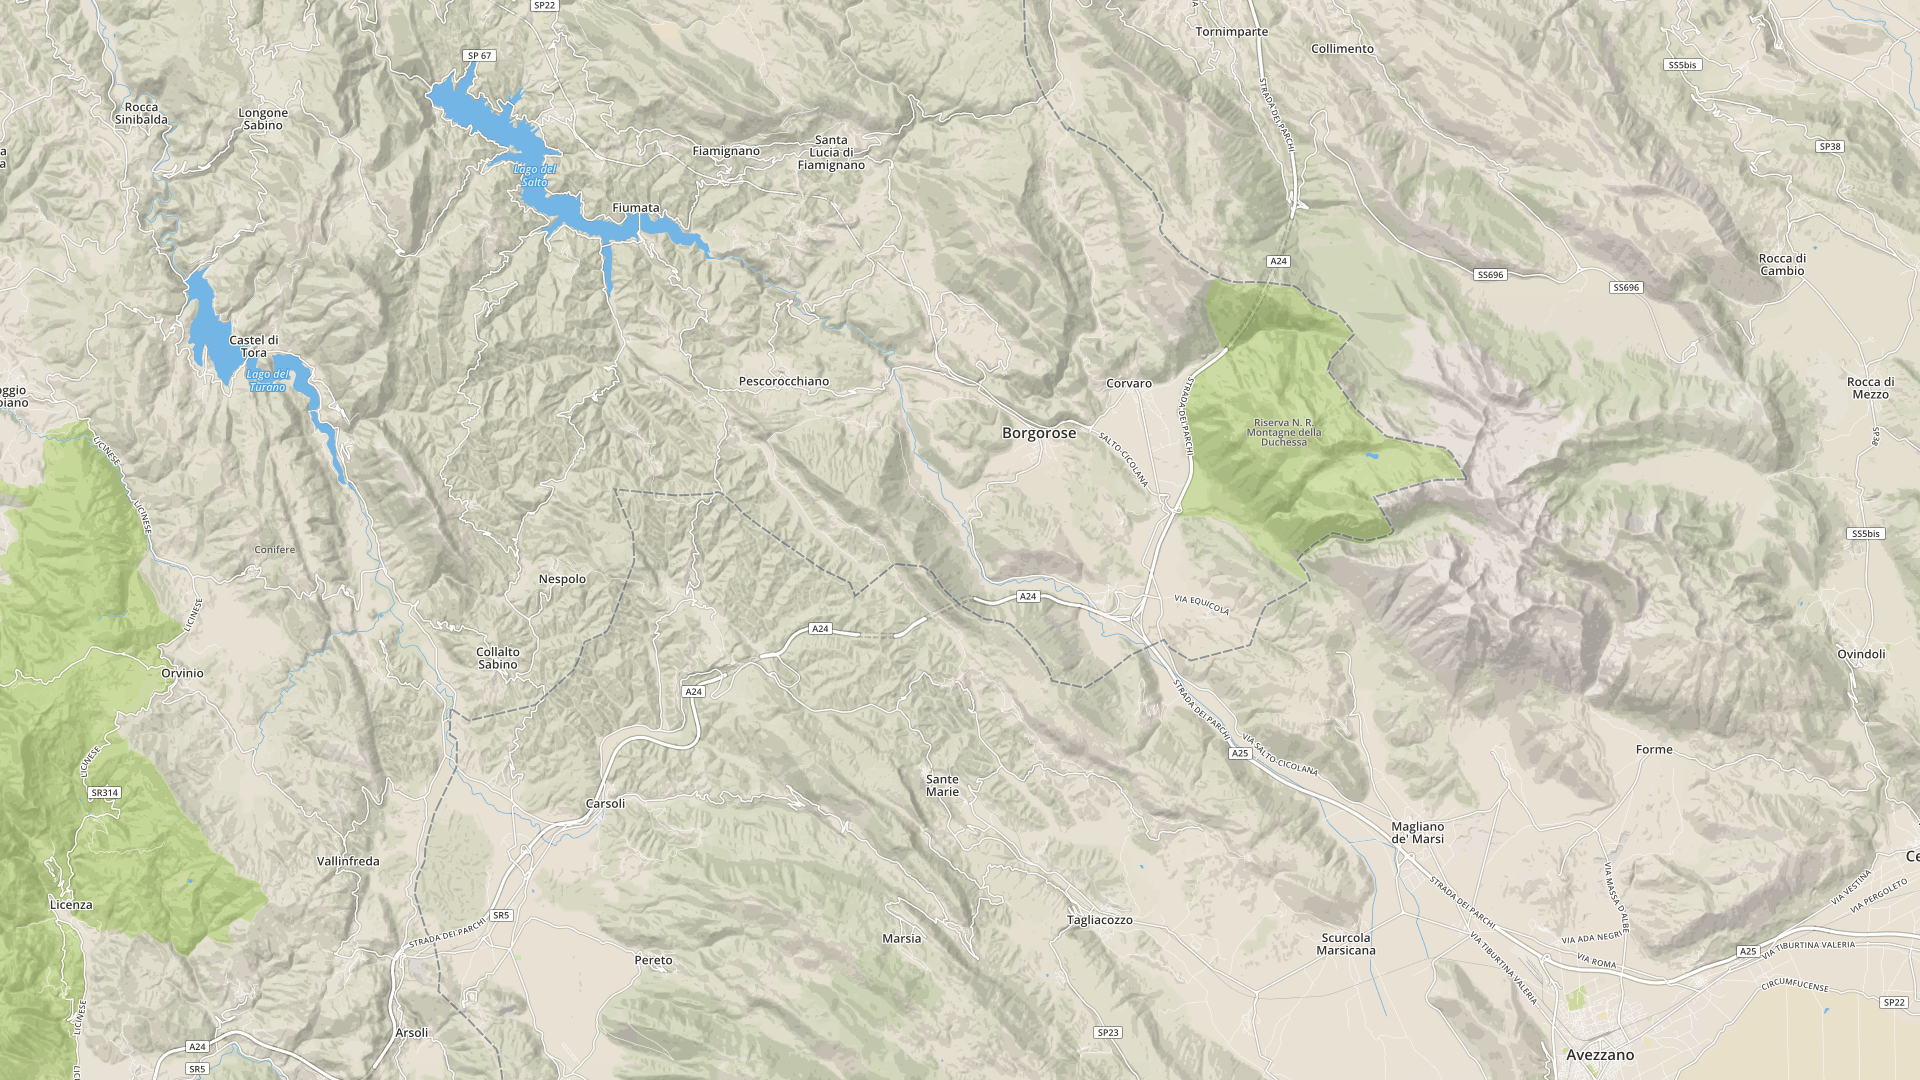 SP22
Tornimparte
Collimento
SP 67
SS5bis
STRADA DEI PARCHI
Rocca
Sinibalda
Longone
Sabino
Fiamignano
Santa
Lucia di
Fiamignano
SP38
Lago del
Salto
Fiumata
A24
SS696
SS696
Rocca di
Cambio
Castel di
Tora
Lago del
Turano
Pescorocchiano
Corvaro
STRADA DEI PARCHI
Rocca di
Mezzo
Borgorose
Riserva N. R.
Montagne della
Duchessa
SALTO-CICOLANA
SP38
LICINESE
LICINESE
SS5bis
Conifere
Nespolo
A24
VIA EQUICOLA
LICINESE
A24
Collalto
Sabino
Orvinio
Ovindoli
A24
STRADA DEI PARCHI
A25
VIA SALTO-CICOLANA
Forme
LICINESE
SR314
Sante
Marie
Carsoli
Magliano
de' Marsi
Vallinfreda
STRADA DEI PARCHI
VIA MASSA D'ALBE
VIA VESTINA
VIA PERGOLETO
Licenza
SR5
STRADA DEI PARCHI
Tagliacozzo
Marsia
Scurcola
Marsicana
VIA TIBURTINA VALERIA
VIA ADA NEGRI
A25
VIA TIBURTINA VALERIA
VIA ROMA
Pereto
CIRCUMFUCENSE
SP22
LICINESE
Arsoli
SP23
A24
SR5
Avezzano